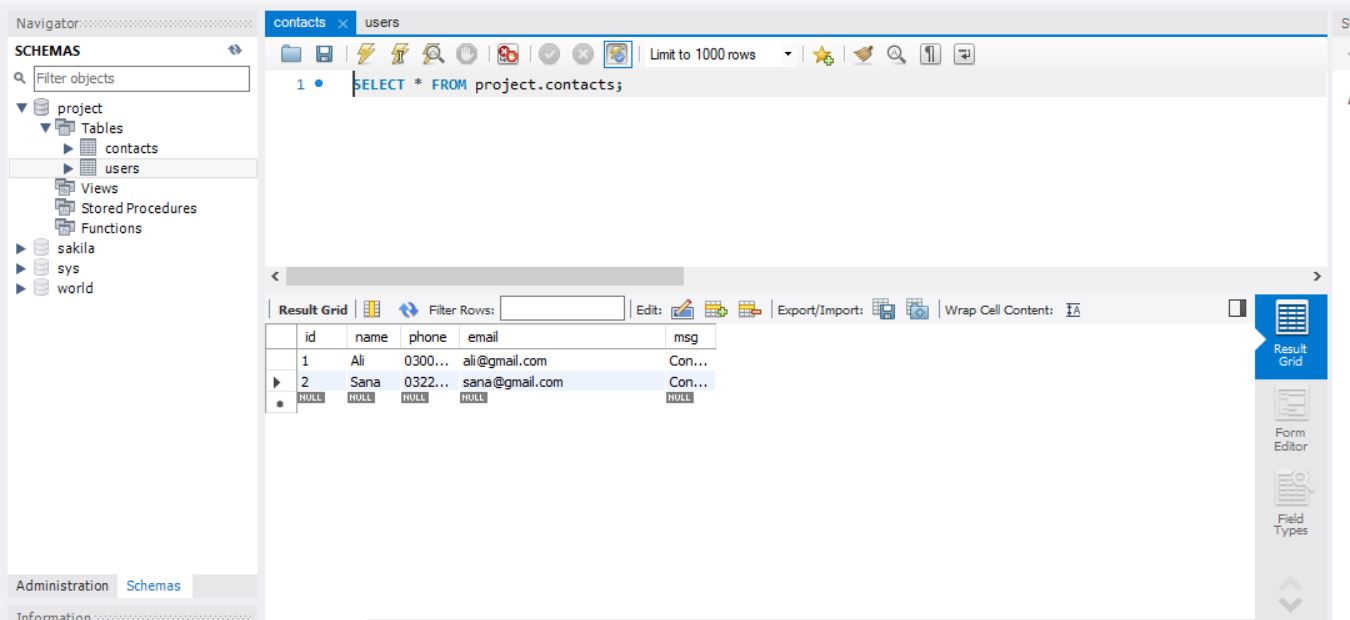 Navigator
contacts × users
SCHEMAS
Filter objects
Limit to 1000 rows
1 SELECT * FROM project.contacts;
project
Tables
contacts
users
Views
Stored Procedures
Functions
sakila
sys
world
Result Grid Filter Rows: Edit: Export/Import: Wrap Cell Content:
id name phone email msg
1 Ali 0300... ali@gmail.com Con...
2 Sana 0322... sana@gmail.com Con...
NULL NULL NULL NULL NULL
Result
Grid
Form
Editor
Field
Types
Administration Schemas
Information